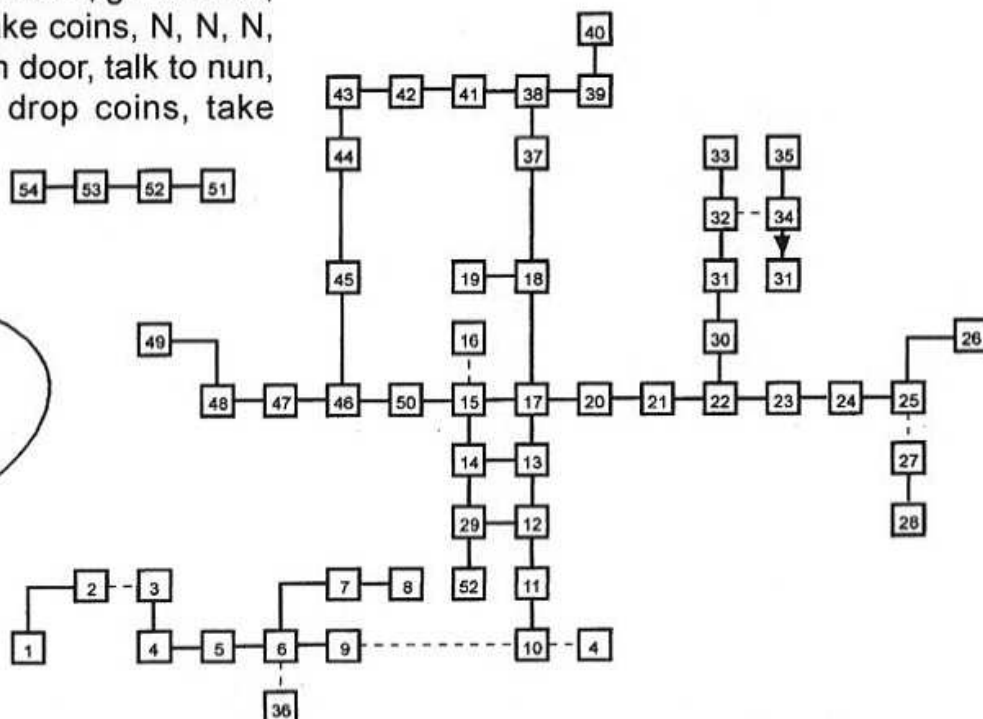 ke coins, N, N, N,
n door, talk to nun,
drop coins, take
40
43 42 41 38 39
44 37 33 35
54 53 52 51
32 34
45 19 18 31 31
16 30
49 26
48 47 46 50 15 17 20 21 22 23 24 25
14 13 27
29 12 28
2 3 7 8 52 11
1 4 5 6 9 10 4
36